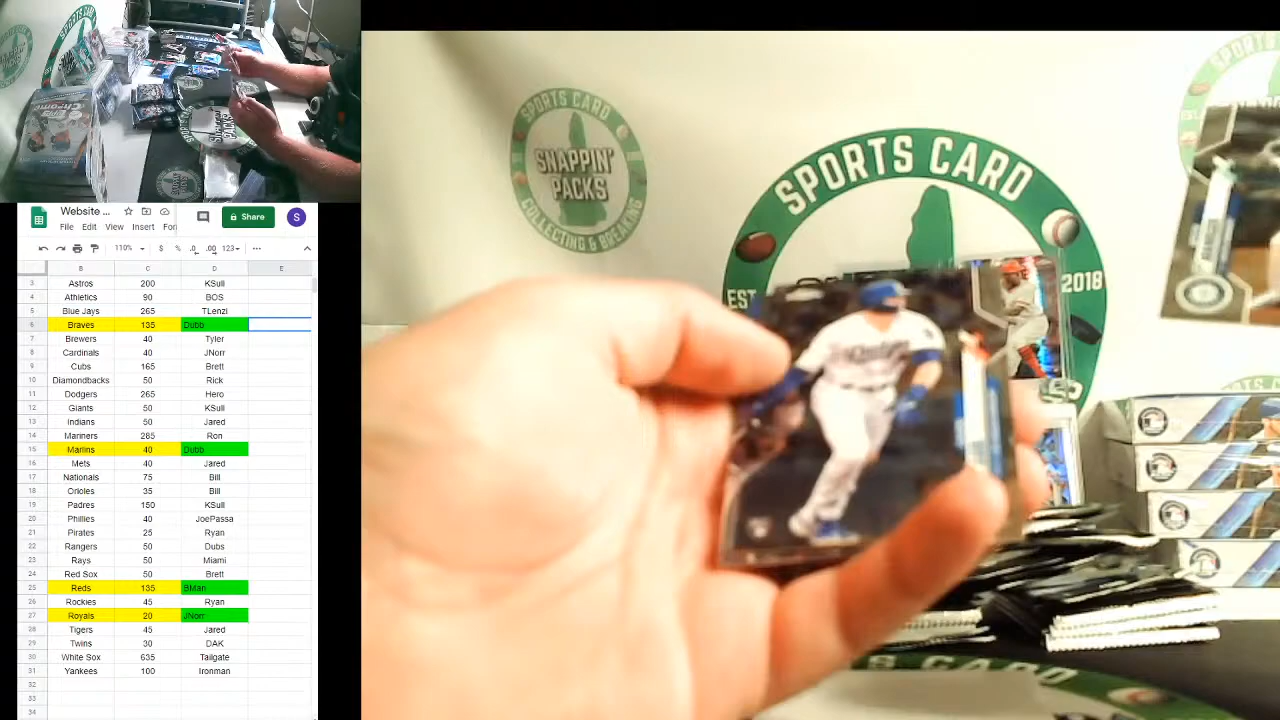 Website ...
Share
S
File Edit View Insert For
110% $ % .0 .00 123
B C D E
3 Astros 200 KSull
4 Athletics 90 BOS
5 Blue Jays 265 TLenzi
6 Braves 135 Dubb
7 Brewers 40 Tyler
8 Cardinals 40 JNorr
9 Cubs 165 Brett
10 Diamondbacks 50 Rick
11 Dodgers 265 Hero
12 Giants 50 KSull
13 Indians 50 Jared
14 Mariners 285 Ron
15 Marlins 40 Dubb
16 Mets 40 Jared
17 Nationals 75 Bill
18 Orioles 35 Bill
19 Padres 150 KSull
20 Phillies 40 JoePassa
21 Pirates 25 Ryan
22 Rangers 50 Dubs
23 Rays 50 Miami
24 Red Sox 50 Brett
25 Reds 135 BMan
26 Rockies 45 Ryan
27 Royals 20 JNorr
28 Tigers 45 Jared
29 Twins 30 DAK
30 White Sox 635 Tailgate
31 Yankees 100 Ironman
32
33
34
SPORTS CARD
SNAPPIN'
PACKS
COLLECTING & BREAKING
SPORTS CARD
EST 2018
SPORTS
SPORTS CARD
Chrome